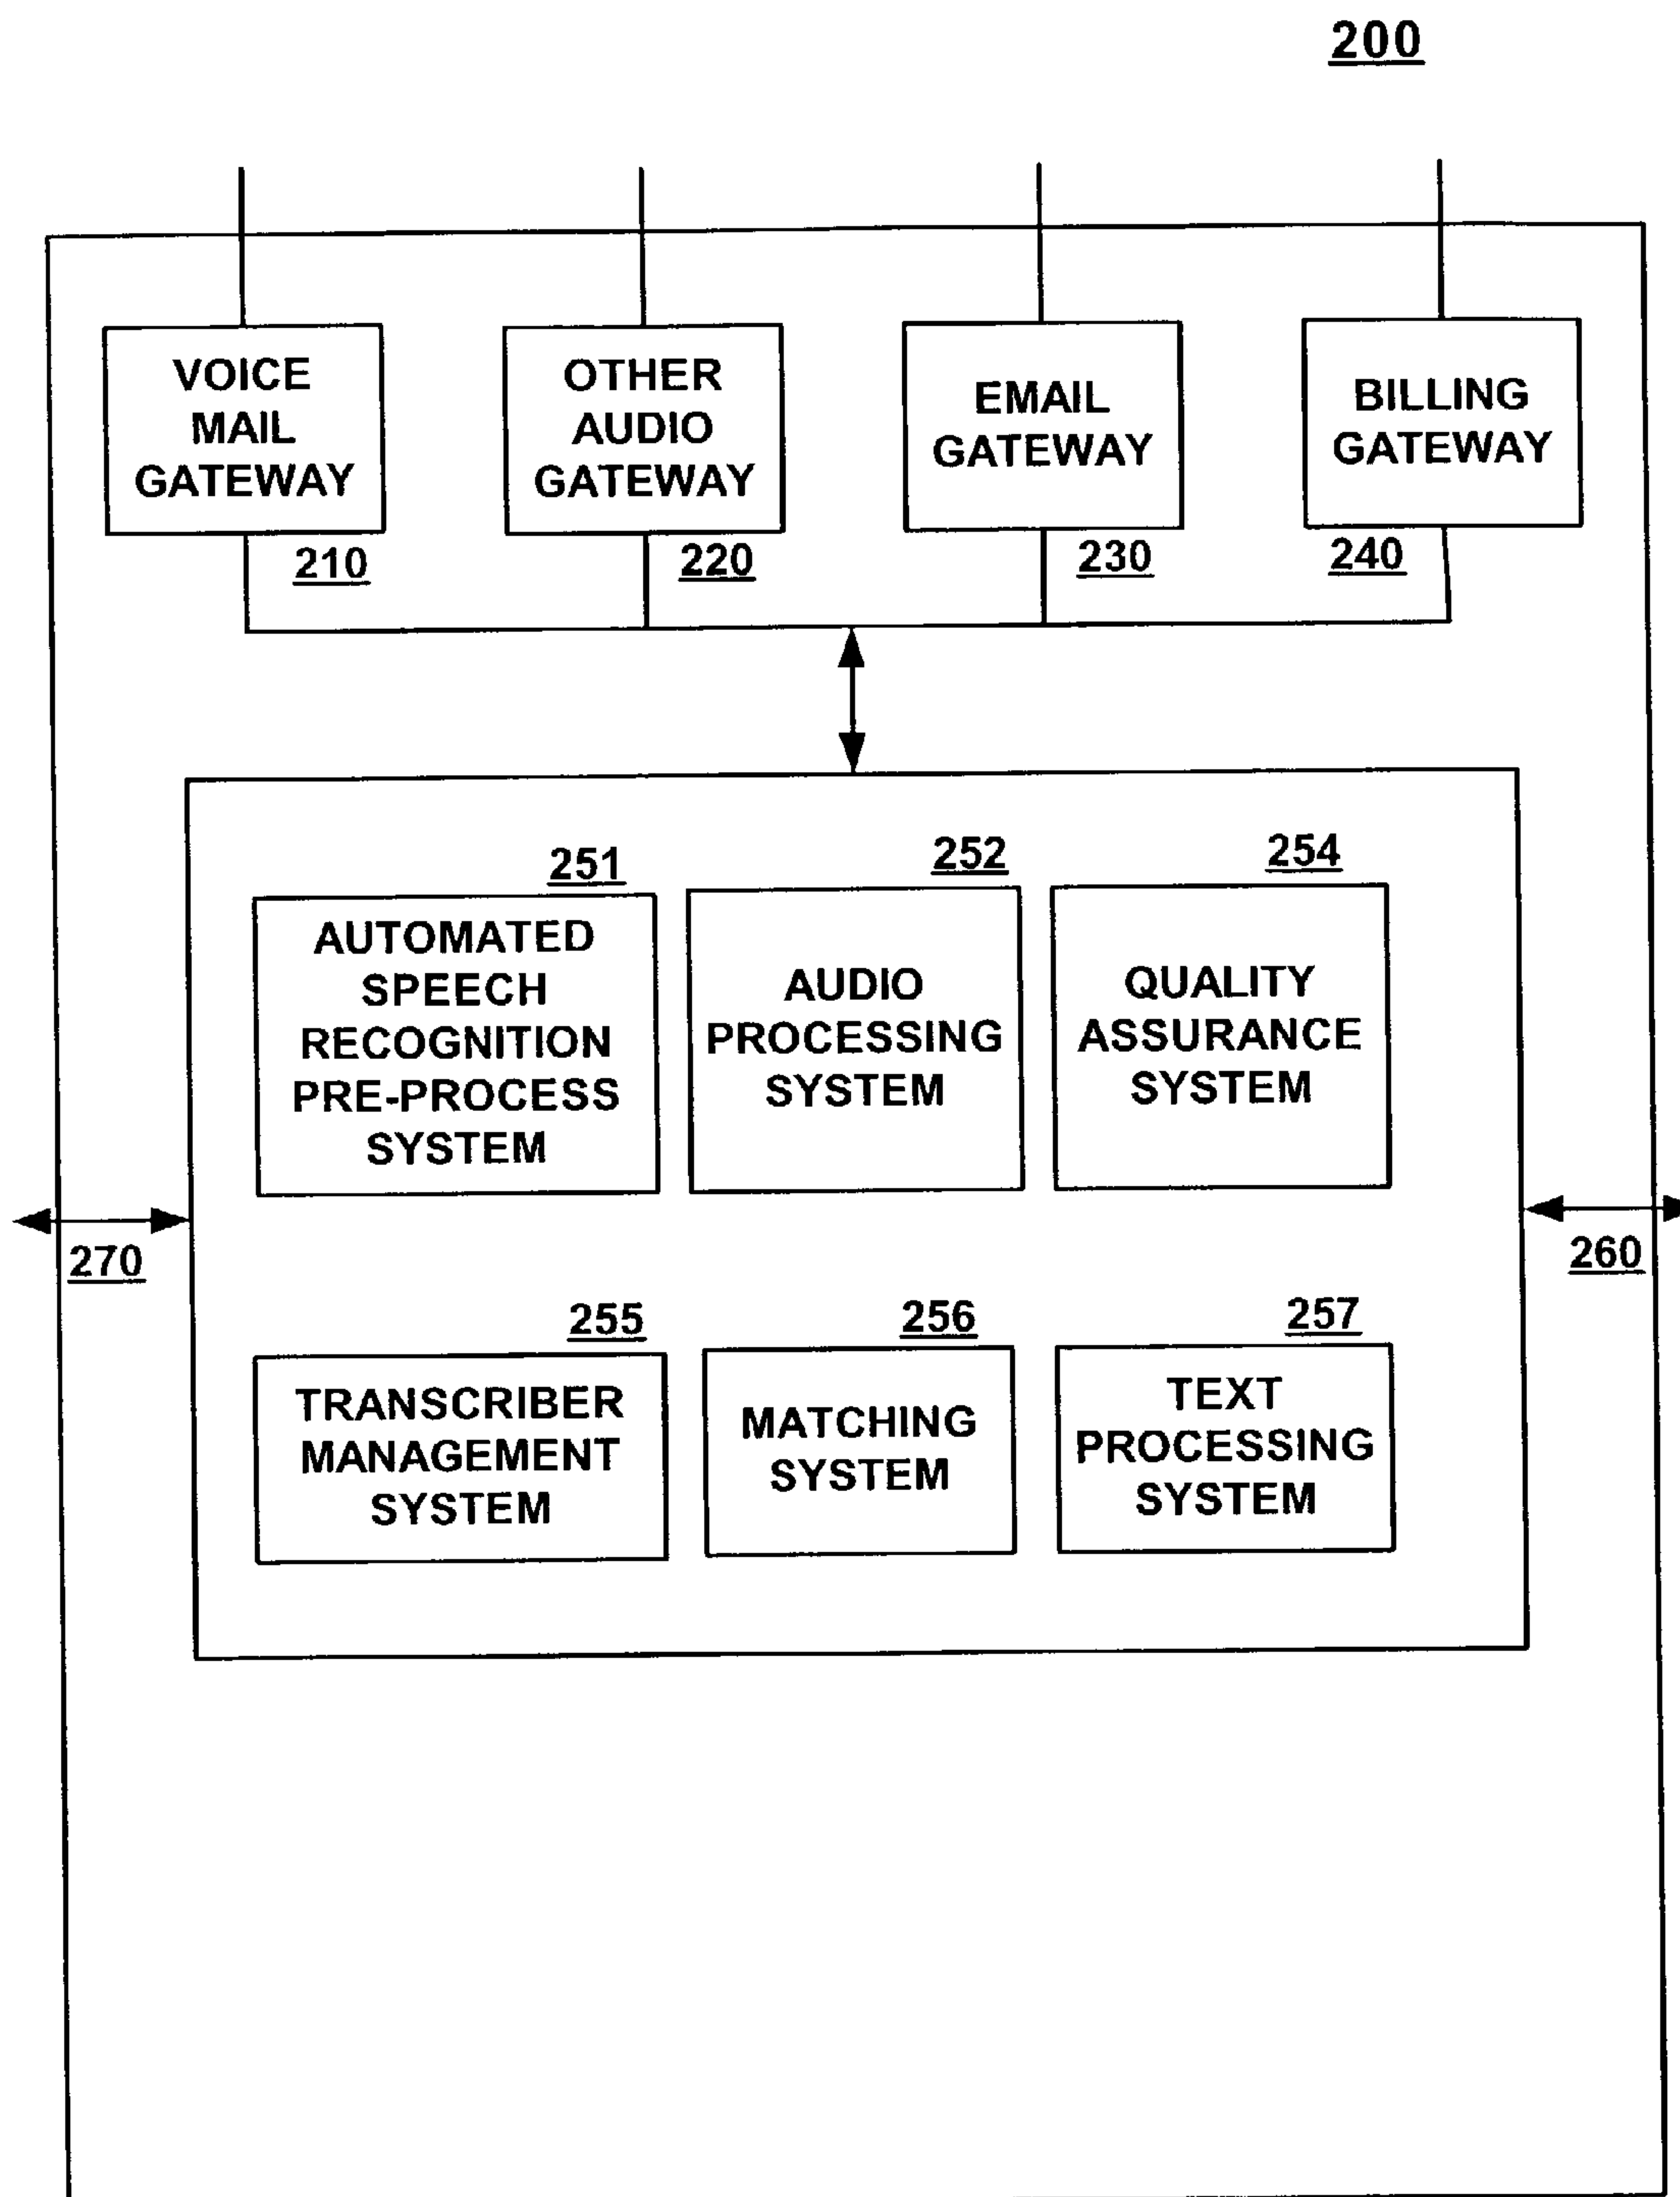 200
VOICE
MAIL
GATEWAY
210
OTHER
AUDIO
GATEWAY
220
EMAIL
GATEWAY
230
BILLING
GATEWAY
240
251
AUTOMATED
SPEECH
RECOGNITION
PRE-PROCESS
SYSTEM
252
AUDIO
PROCESSING
SYSTEM
254
QUALITY
ASSURANCE
SYSTEM
270
260
255
TRANSCRIBER
MANAGEMENT
SYSTEM
256
MATCHING
SYSTEM
257
TEXT
PROCESSING
SYSTEM